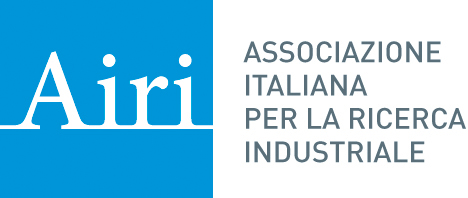 Airi
ASSOCIAZIONE
ITALIANA
PER LA RICERCA
INDUSTRIALE